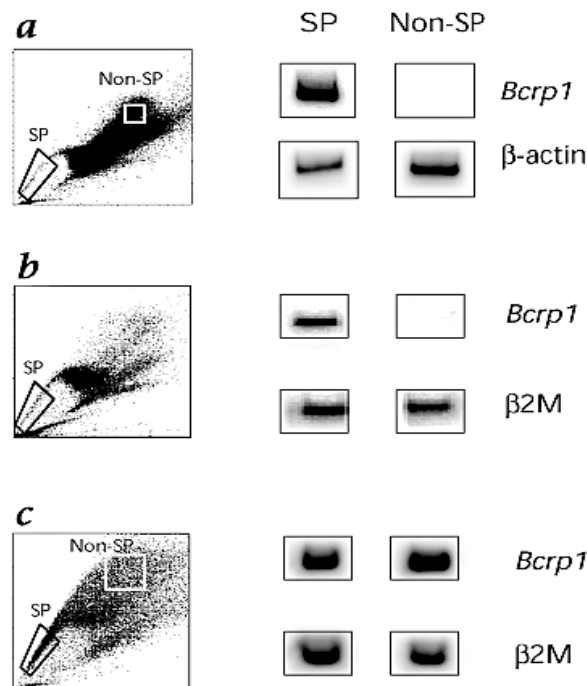 a
SP Non-SP
Non-SP
SP
Bcrp1
β-actin
b
SP
Bcrp1
β2M
c
Non-SP
SP
Bcrp1
β2M